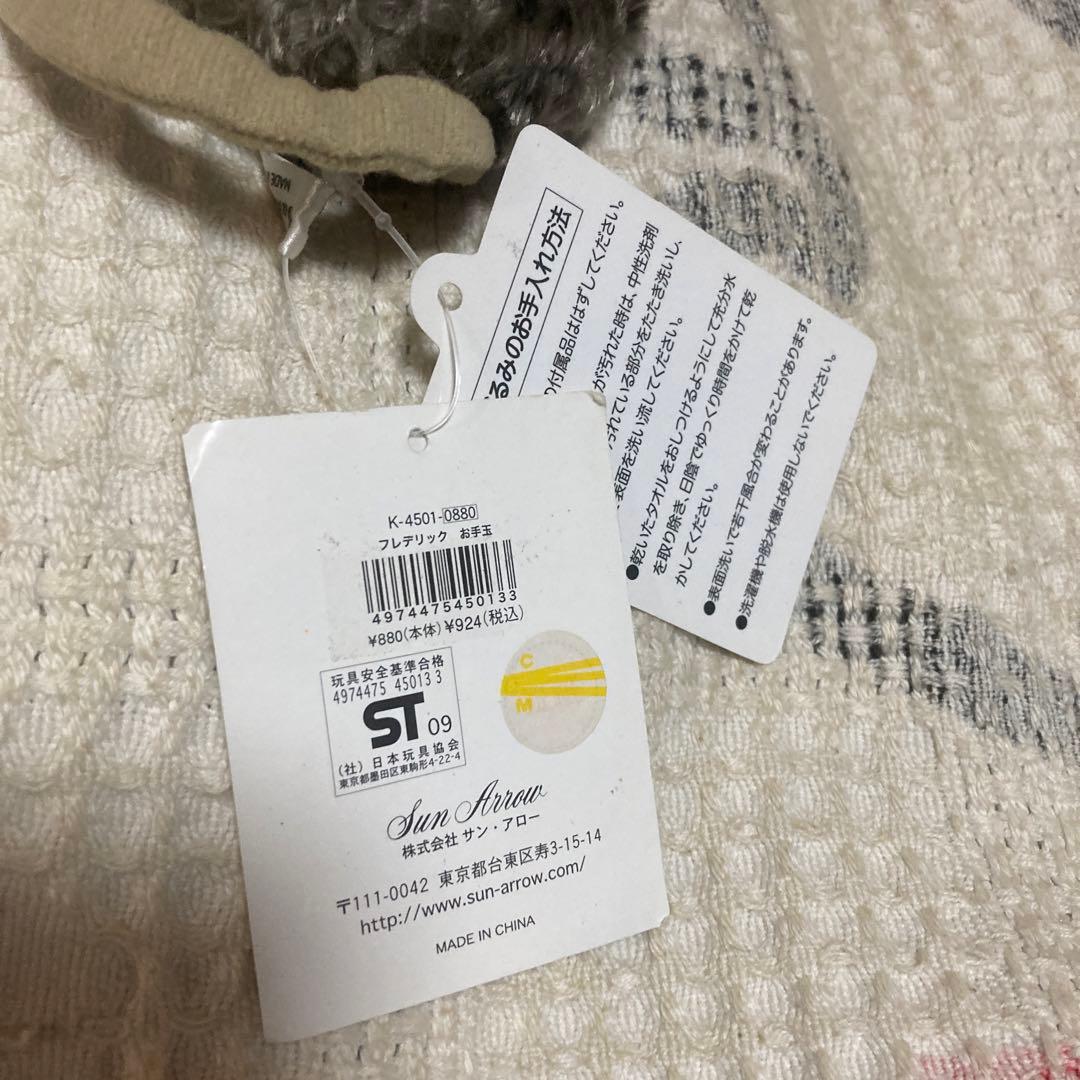 K-4501-0880
フレデリック お手玉
4974475450133
¥880(本体)¥924(税込)
玩具安全基準合格
4974475 45013 3
ST 09
(社)日本玩具協会
東京都墨田区東駒形4-22-4
C
M
Sun Arrow
株式会社 サン・アロー
〒111-0042 東京都台東区寿3-15-14
http://www.sun-arrow.com/
MADE IN CHINA
るみのお手入れ方法
の付属品ははずしてください。
が汚れた時は、中性洗剤
汚れている部分をたたき洗いし、
表面を洗い流してください。
●乾いたタオルをおしつけるようにして充分水
を取り除き、日陰でゆっくり時間をかけて乾
かしてください。
●表面洗いで若干風合が変わることがあります。
●洗濯機や脱水機は使用しないでください。
MADE